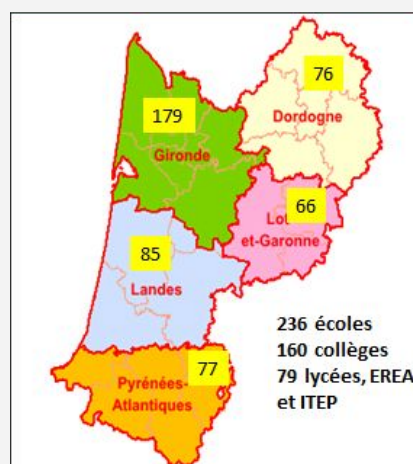 76
Dordogne
179
Gironde
66
Lot
et-Garonne
85
Landes
236 écoles
160 collèges
79 lycées, EREA
et ITEP
77
Pyrénées-
Atlantiques